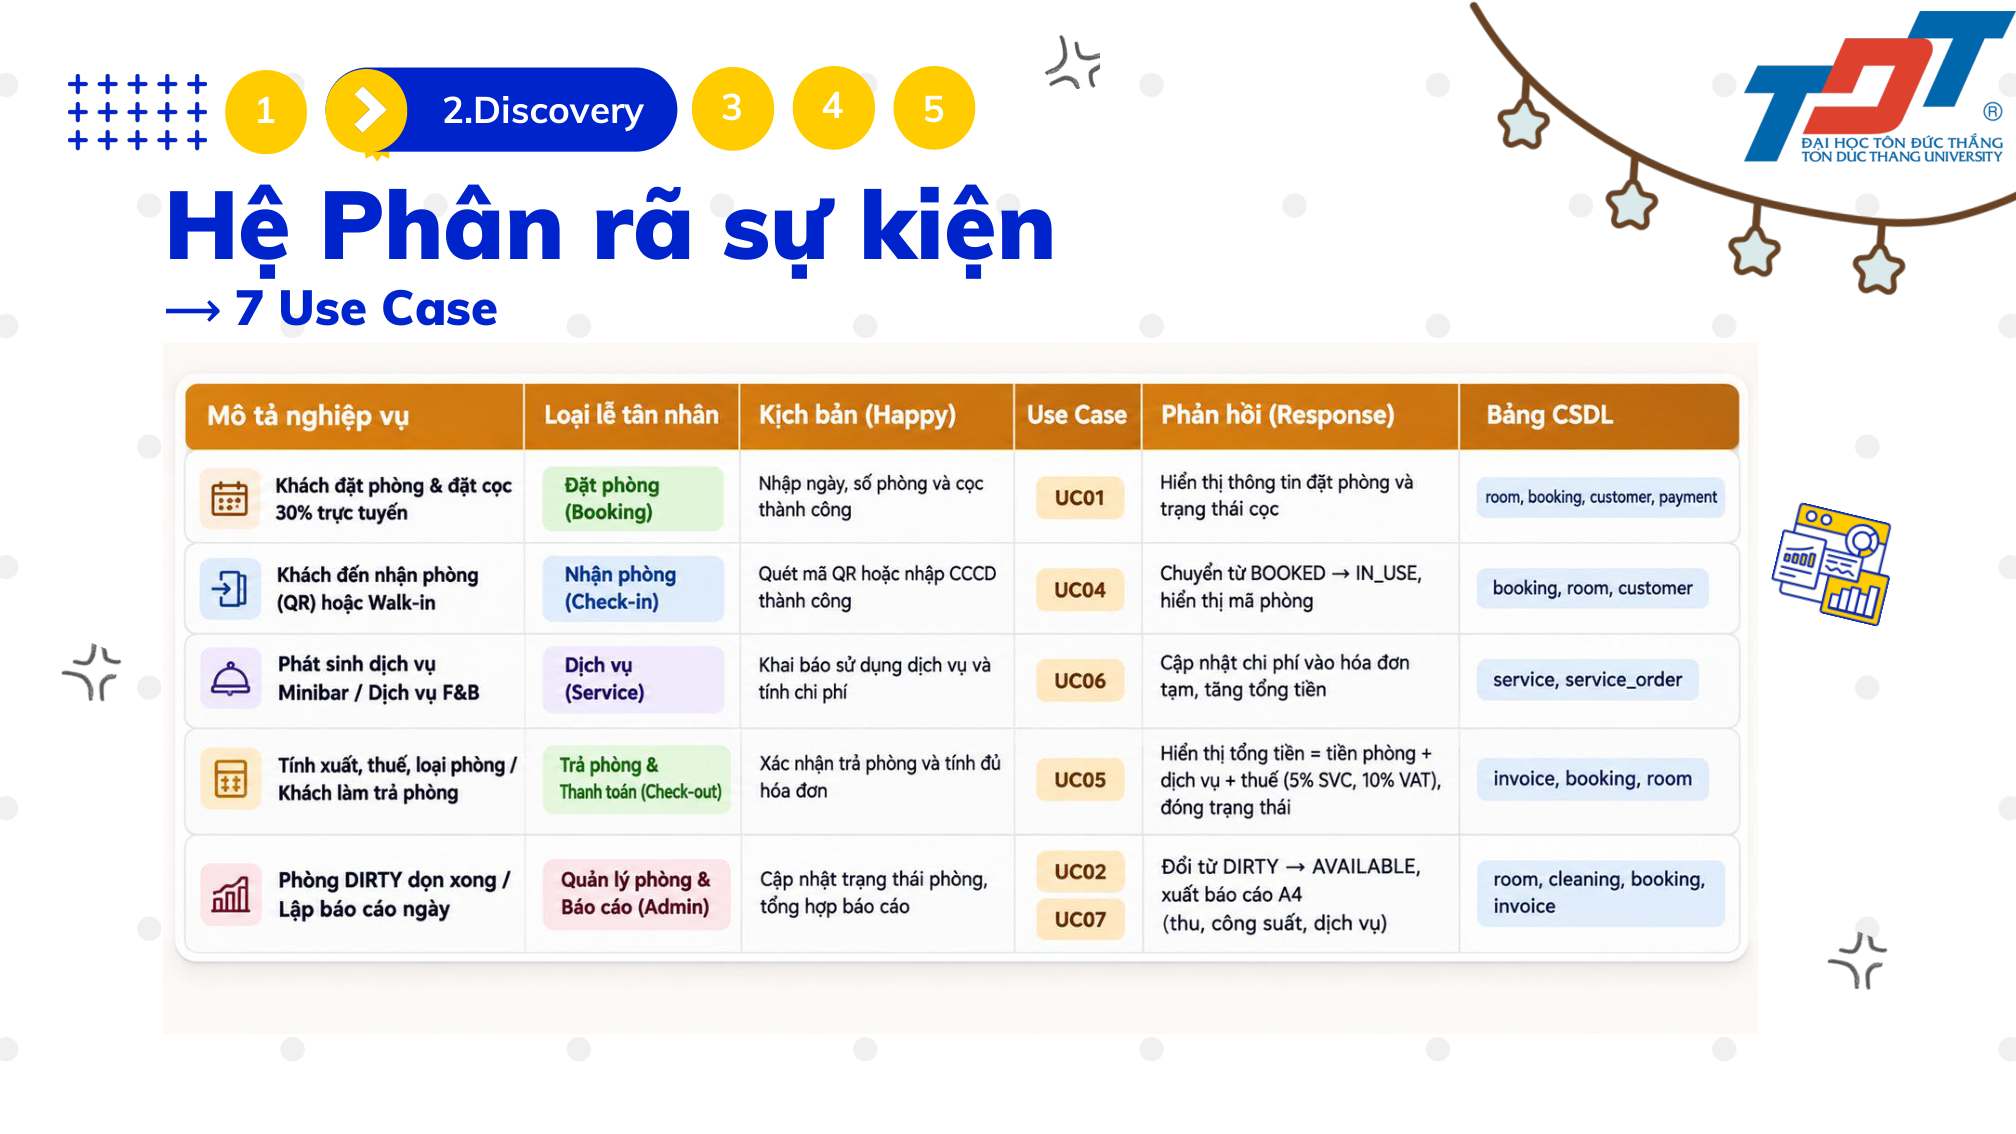 1
2.Discovery
3
4
5
®
ĐẠI HỌC TÔN ĐỨC THẮNG
TON DUC THANG UNIVERSITY
Hệ Phân rã sự kiện
→ 7 Use Case
Mô tả nghiệp vụ
Loại lễ tân nhân
Kịch bản (Happy)
Use Case
Phản hồi (Response)
Bảng CSDL
Khách đặt phòng & đặt cọc
30% trực tuyến
Đặt phòng
(Booking)
Nhập ngày, số phòng và cọc
thành công
UC01
Hiển thị thông tin đặt phòng và
trạng thái cọc
room, booking, customer, payment
Khách đến nhận phòng
(QR) hoặc Walk-in
Nhận phòng
(Check-in)
Quét mã QR hoặc nhập CCCD
thành công
UC04
Chuyển từ BOOKED → IN_USE,
hiển thị mã phòng
booking, room, customer
Phát sinh dịch vụ
Minibar / Dịch vụ F&B
Dịch vụ
(Service)
Khai báo sử dụng dịch vụ và
tính chi phí
UC06
Cập nhật chi phí vào hóa đơn
tạm, tăng tổng tiền
service, service_order
Tính xuất, thuế, loại phòng /
Khách làm trả phòng
Trả phòng &
Thanh toán (Check-out)
Xác nhận trả phòng và tính đủ
hóa đơn
UC05
Hiển thị tổng tiền = tiền phòng +
dịch vụ + thuế (5% SVC, 10% VAT),
đóng trạng thái
invoice, booking, room
Phòng DIRTY dọn xong /
Lập báo cáo ngày
Quản lý phòng &
Báo cáo (Admin)
Cập nhật trạng thái phòng,
tổng hợp báo cáo
UC02
UC07
Đổi từ DIRTY → AVAILABLE,
xuất báo cáo A4
(thu, công suất, dịch vụ)
room, cleaning, booking,
invoice